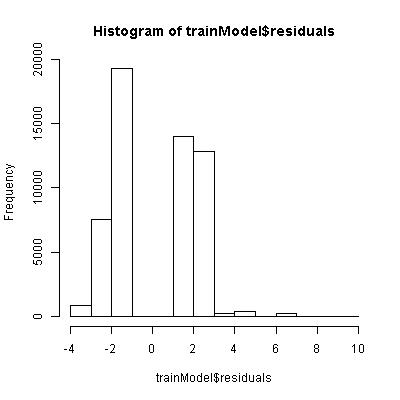 Histogram of trainModel$residuals
Frequency
20000
15000
10000
5000
0
-4 -2 0 2 4 6 8 10
trainModel$residuals